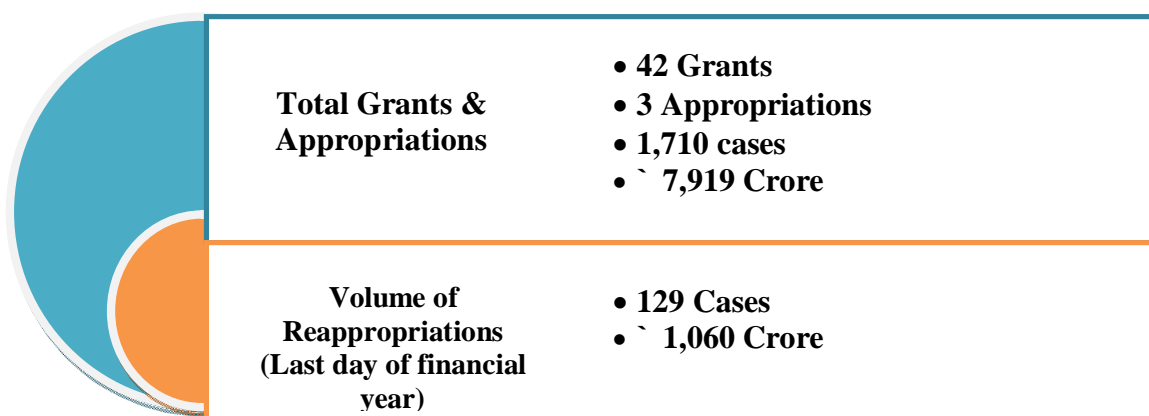 Total Grants &
Appropriations
• 42 Grants
• 3 Appropriations
• 1,710 cases
• ` 7,919 Crore
Volume of
Reappropriations
(Last day of financial
year)
• 129 Cases
• ` 1,060 Crore